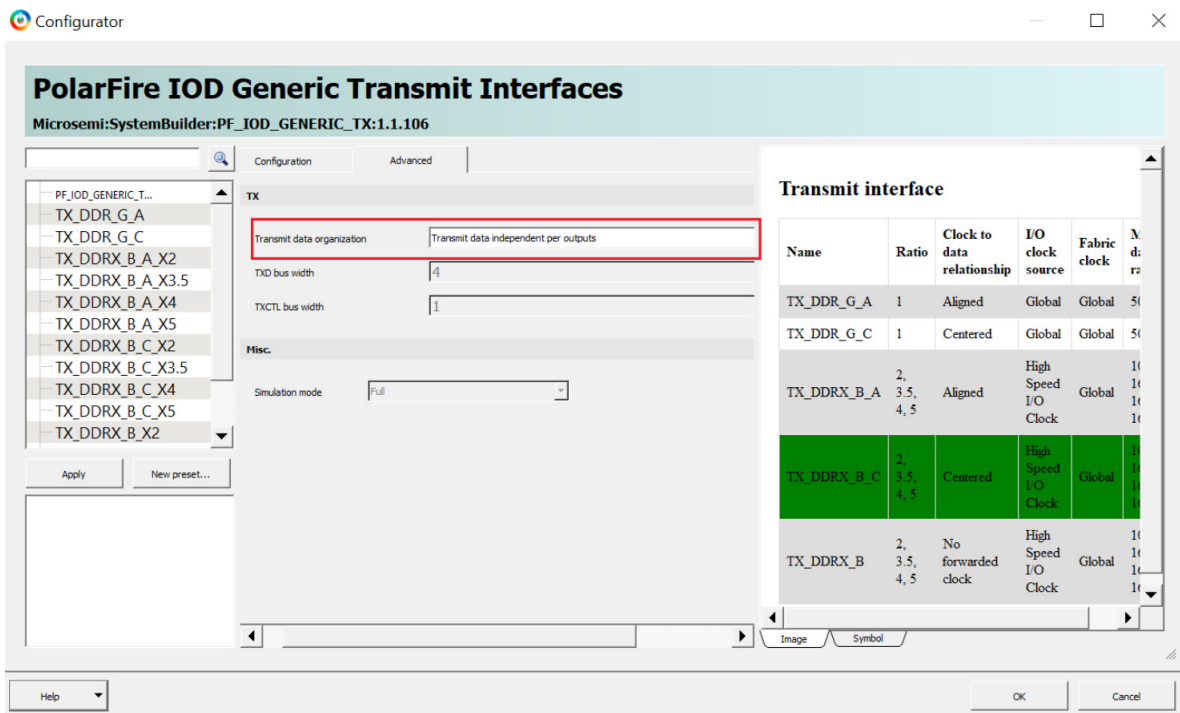 Configurator
PolarFire IOD Generic Transmit Interfaces
Microsemi:SystemBuilder:PF_IOD_GENERIC_TX:1.1.106
PF_IOD_GENERIC_T...
TX_DDR_G_A
TX_DDR_G_C
TX_DDRX_B_A_X2
TX_DDRX_B_A_X3.5
TX_DDRX_B_A_X4
TX_DDRX_B_A_X5
TX_DDRX_B_C_X2
TX_DDRX_B_C_X3.5
TX_DDRX_B_C_X4
TX_DDRX_B_C_X5
TX_DDRX_B_X2
Apply New preset...
Configuration Advanced
TX
Transmit data organization Transmit data independent per outputs
TXD bus width 4
TXCTL bus width 1
Misc.
Simulation mode Full
Transmit interface
Name Ratio Clock to data relationship I/O clock source Fabric clock
TX_DDR_G_A 1 Aligned Global Global
TX_DDR_G_C 1 Centered Global Global
TX_DDRX_B_A 2, 3.5, 4, 5 Aligned High Speed I/O Clock Global
TX_DDRX_B_C 2, 3.5, 4, 5 Centered High Speed I/O Clock Global
TX_DDRX_B 2, 3.5, 4, 5 No forwarded clock High Speed I/O Clock Global
Image Symbol
Help OK Cancel